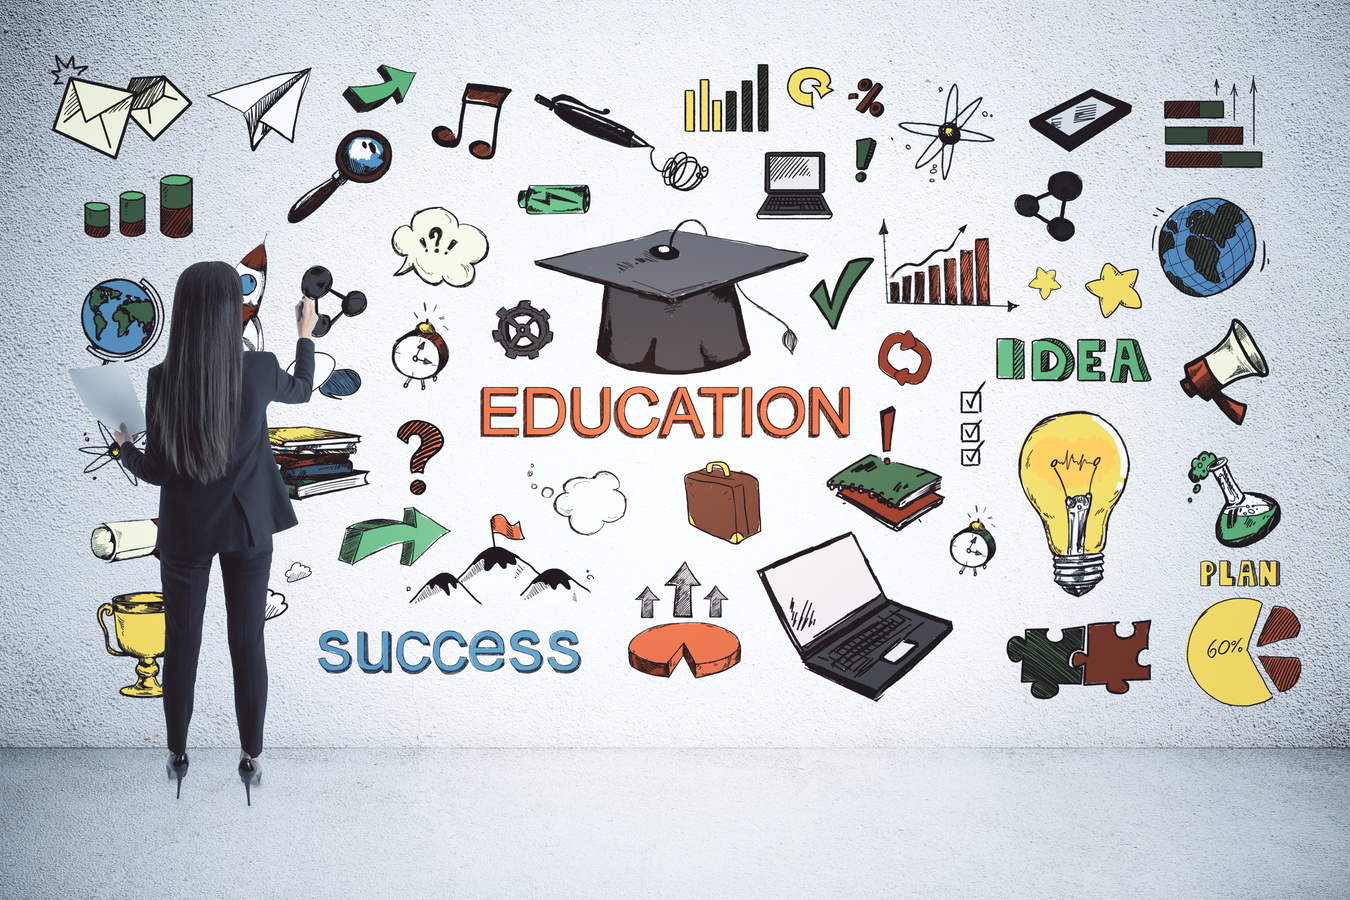 %
!
!?!
IDEA
EDUCATION
?
!
PLAN
success
60%